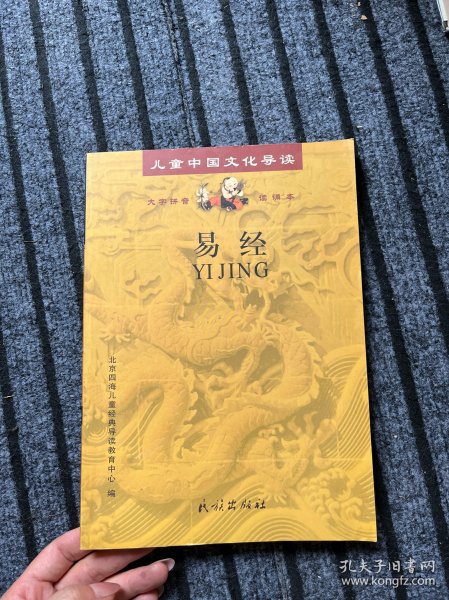 儿童中国文化导读
大字拼音 诵读本
易经
YI JING
北京四海儿童经典导读教育中心 编
民族出版社
孔夫子旧书网
www.kongfz.com